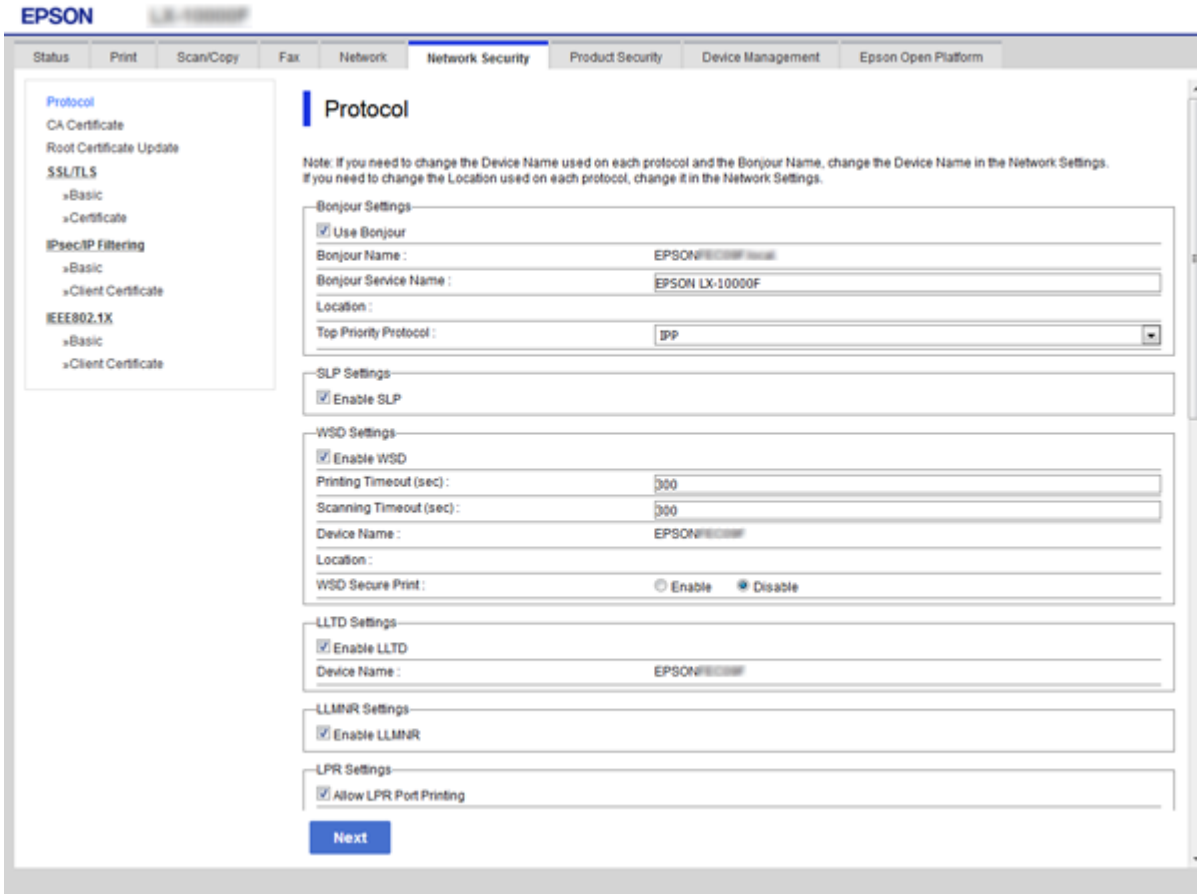 EPSON
Status Print Scan/Copy Fax Network Network Security Product Security Device Management Epson Open Platform
Protocol
CA Certificate
Root Certificate Update
SSL/TLS
»Basic
»Certificate
IPsec/IP Filtering
»Basic
»Client Certificate
IEEE802.1X
»Basic
»Client Certificate
Protocol
Note: If you need to change the Device Name used on each protocol and the Bonjour Name, change the Device Name in the Network Settings.
If you need to change the Location used on each protocol, change it in the Network Settings.
Bonjour Settings
Use Bonjour
Bonjour Name : EPSON
Bonjour Service Name : EPSON LX-10000F
Location :
Top Priority Protocol : IPP
SLP Settings
Enable SLP
WSD Settings
Enable WSD
Printing Timeout (sec) : 300
Scanning Timeout (sec) : 300
Device Name : EPSON
Location :
WSD Secure Print : Enable Disable
LLTD Settings
Enable LLTD
Device Name : EPSON
LLMNR Settings
Enable LLMNR
LPR Settings
Allow LPR Port Printing
Next